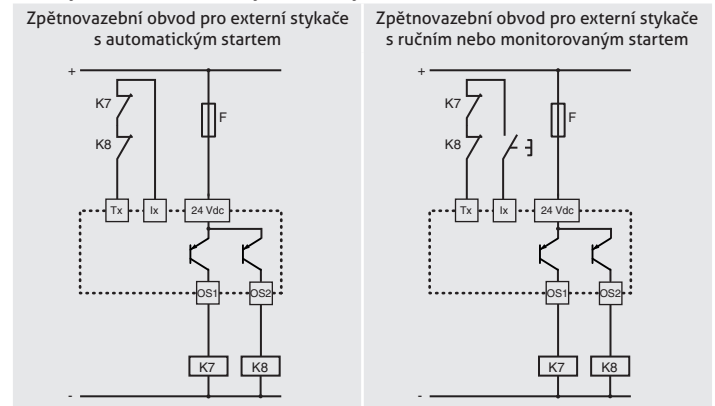 Zpětnovazební obvod pro externí stykače
s automatickým startem
+
K7
F
K8
Tx
Ix
24 Vdc
OS1
OS2
K7
K8
-
Zpětnovazební obvod pro externí stykače
s ručním nebo monitorovaným startem
+
K7
F
K8
Tx
Ix
24 Vdc
OS1
OS2
K7
K8
-